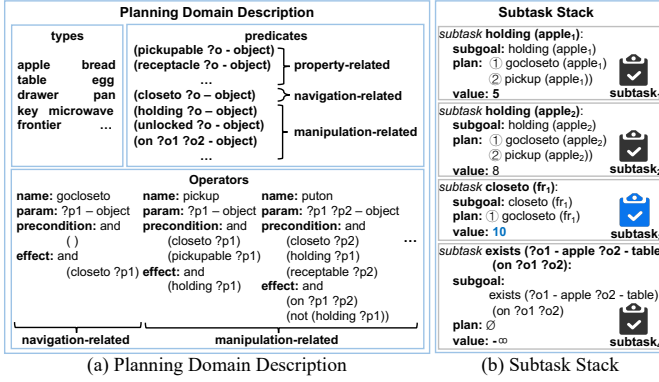 Planning Domain Description
types
apple bread
table egg
drawer pan
key microwave
frontier ...
predicates
(pickupable ?o - object)
(receptacle ?o - object)
...
property-related
(closeto ?o – object)
navigation-related
(holding ?o – object)
(unlocked ?o - object)
(on ?o1 ?o2 - object)
...
manipulation-related
Operators
name: gocloseto
param: ?p1 – object
precondition: and
( )
effect: and
(closeto ?p1)
name: pickup
param: ?p1 – object
precondition: and
(closeto ?p1)
(pickupable ?p1)
effect: and
(holding ?p1)
name: puton
param: ?p1 ?p2 – object
precondition: and
(closeto ?p2)
(holding ?p1)
(receptable ?p2)
effect: and
(on ?p1 ?p2)
(not (holding ?p1))
...
navigation-related
manipulation-related
(a) Planning Domain Description
Subtask Stack
subtask holding (apple₁):
subgoal: holding (apple₁)
plan: ① gocloseto (apple₁)
② pickup (apple₁))
value: 5
subtask holding (apple₂):
subgoal: holding (apple₂)
plan: ① gocloseto (apple₂)
② pickup (apple₂))
value: 8
subtask closeto (fr₁):
subgoal: closeto (fr₁)
plan: ① gocloseto (fr₁)
value: 10
subtask₃
subtask exists (?o1 - apple ?o2 - table)
(on ?o1 ?o2):
subgoal:
exists (?o1 - apple ?o2 - table)
(on ?o1 ?o2)
plan: ∅
value: -∞
(b) Subtask Stack